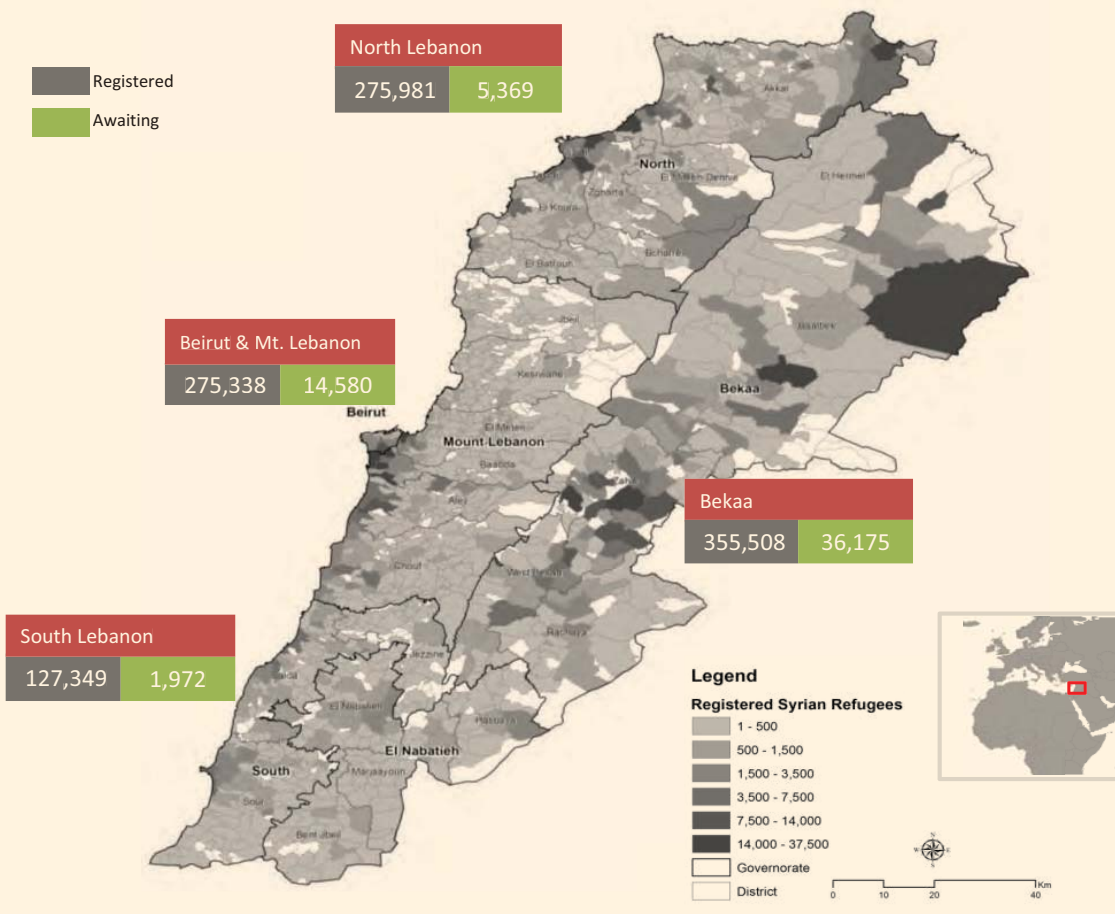 North Lebanon
275,981 5,369
Registered
Awaiting
Akkar
North
El Minieh-Dennie
El Hermel
Zgharta
El Koura
Bcharreh
El Batroun
Jbeil
Baalbek
Beirut & Mt. Lebanon
275,338 14,580
Kesrwane
Bekaa
Beirut
El Meten
Mount Lebanon
Baabda
Zahle
Aley
Bekaa
355,508 36,175
Chouf
West Bekaa
Rachaya
South Lebanon
127,349 1,972
Jezzine
Saida
El Nabatieh
Hasbaya
El Nabatieh
South
Marjaayoun
Sour
Bent Jbeil
Legend
Registered Syrian Refugees
1 - 500
500 - 1,500
1,500 - 3,500
3,500 - 7,500
7,500 - 14,000
14,000 - 37,500
Governorate
District
N
W E
S
Km
0 10 20 40